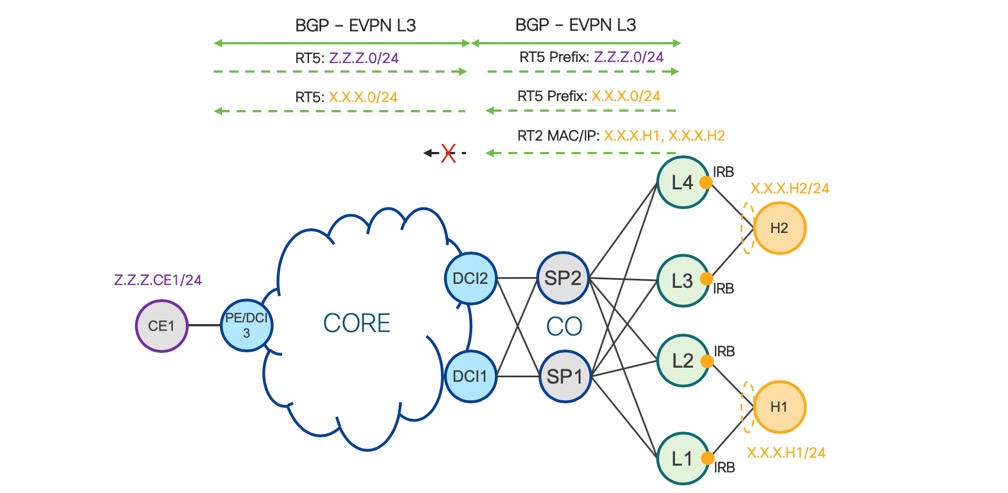 BGP – EVPN L3
BGP – EVPN L3
RT5: Z.Z.Z.0/24
RT5 Prefix: Z.Z.Z.0/24
RT5: X.X.X.0/24
RT5 Prefix: X.X.X.0/24
RT2 MAC/IP: X.X.X.H1, X.X.X.H2
X
L4
IRB
X.X.X.H2/24
H2
DCI2
SP2
L3
IRB
Z.Z.Z.CE1/24
CE1
PE/DCI
3
CORE
CO
L2
IRB
DCI1
SP1
H1
X.X.X.H1/24
L1
IRB